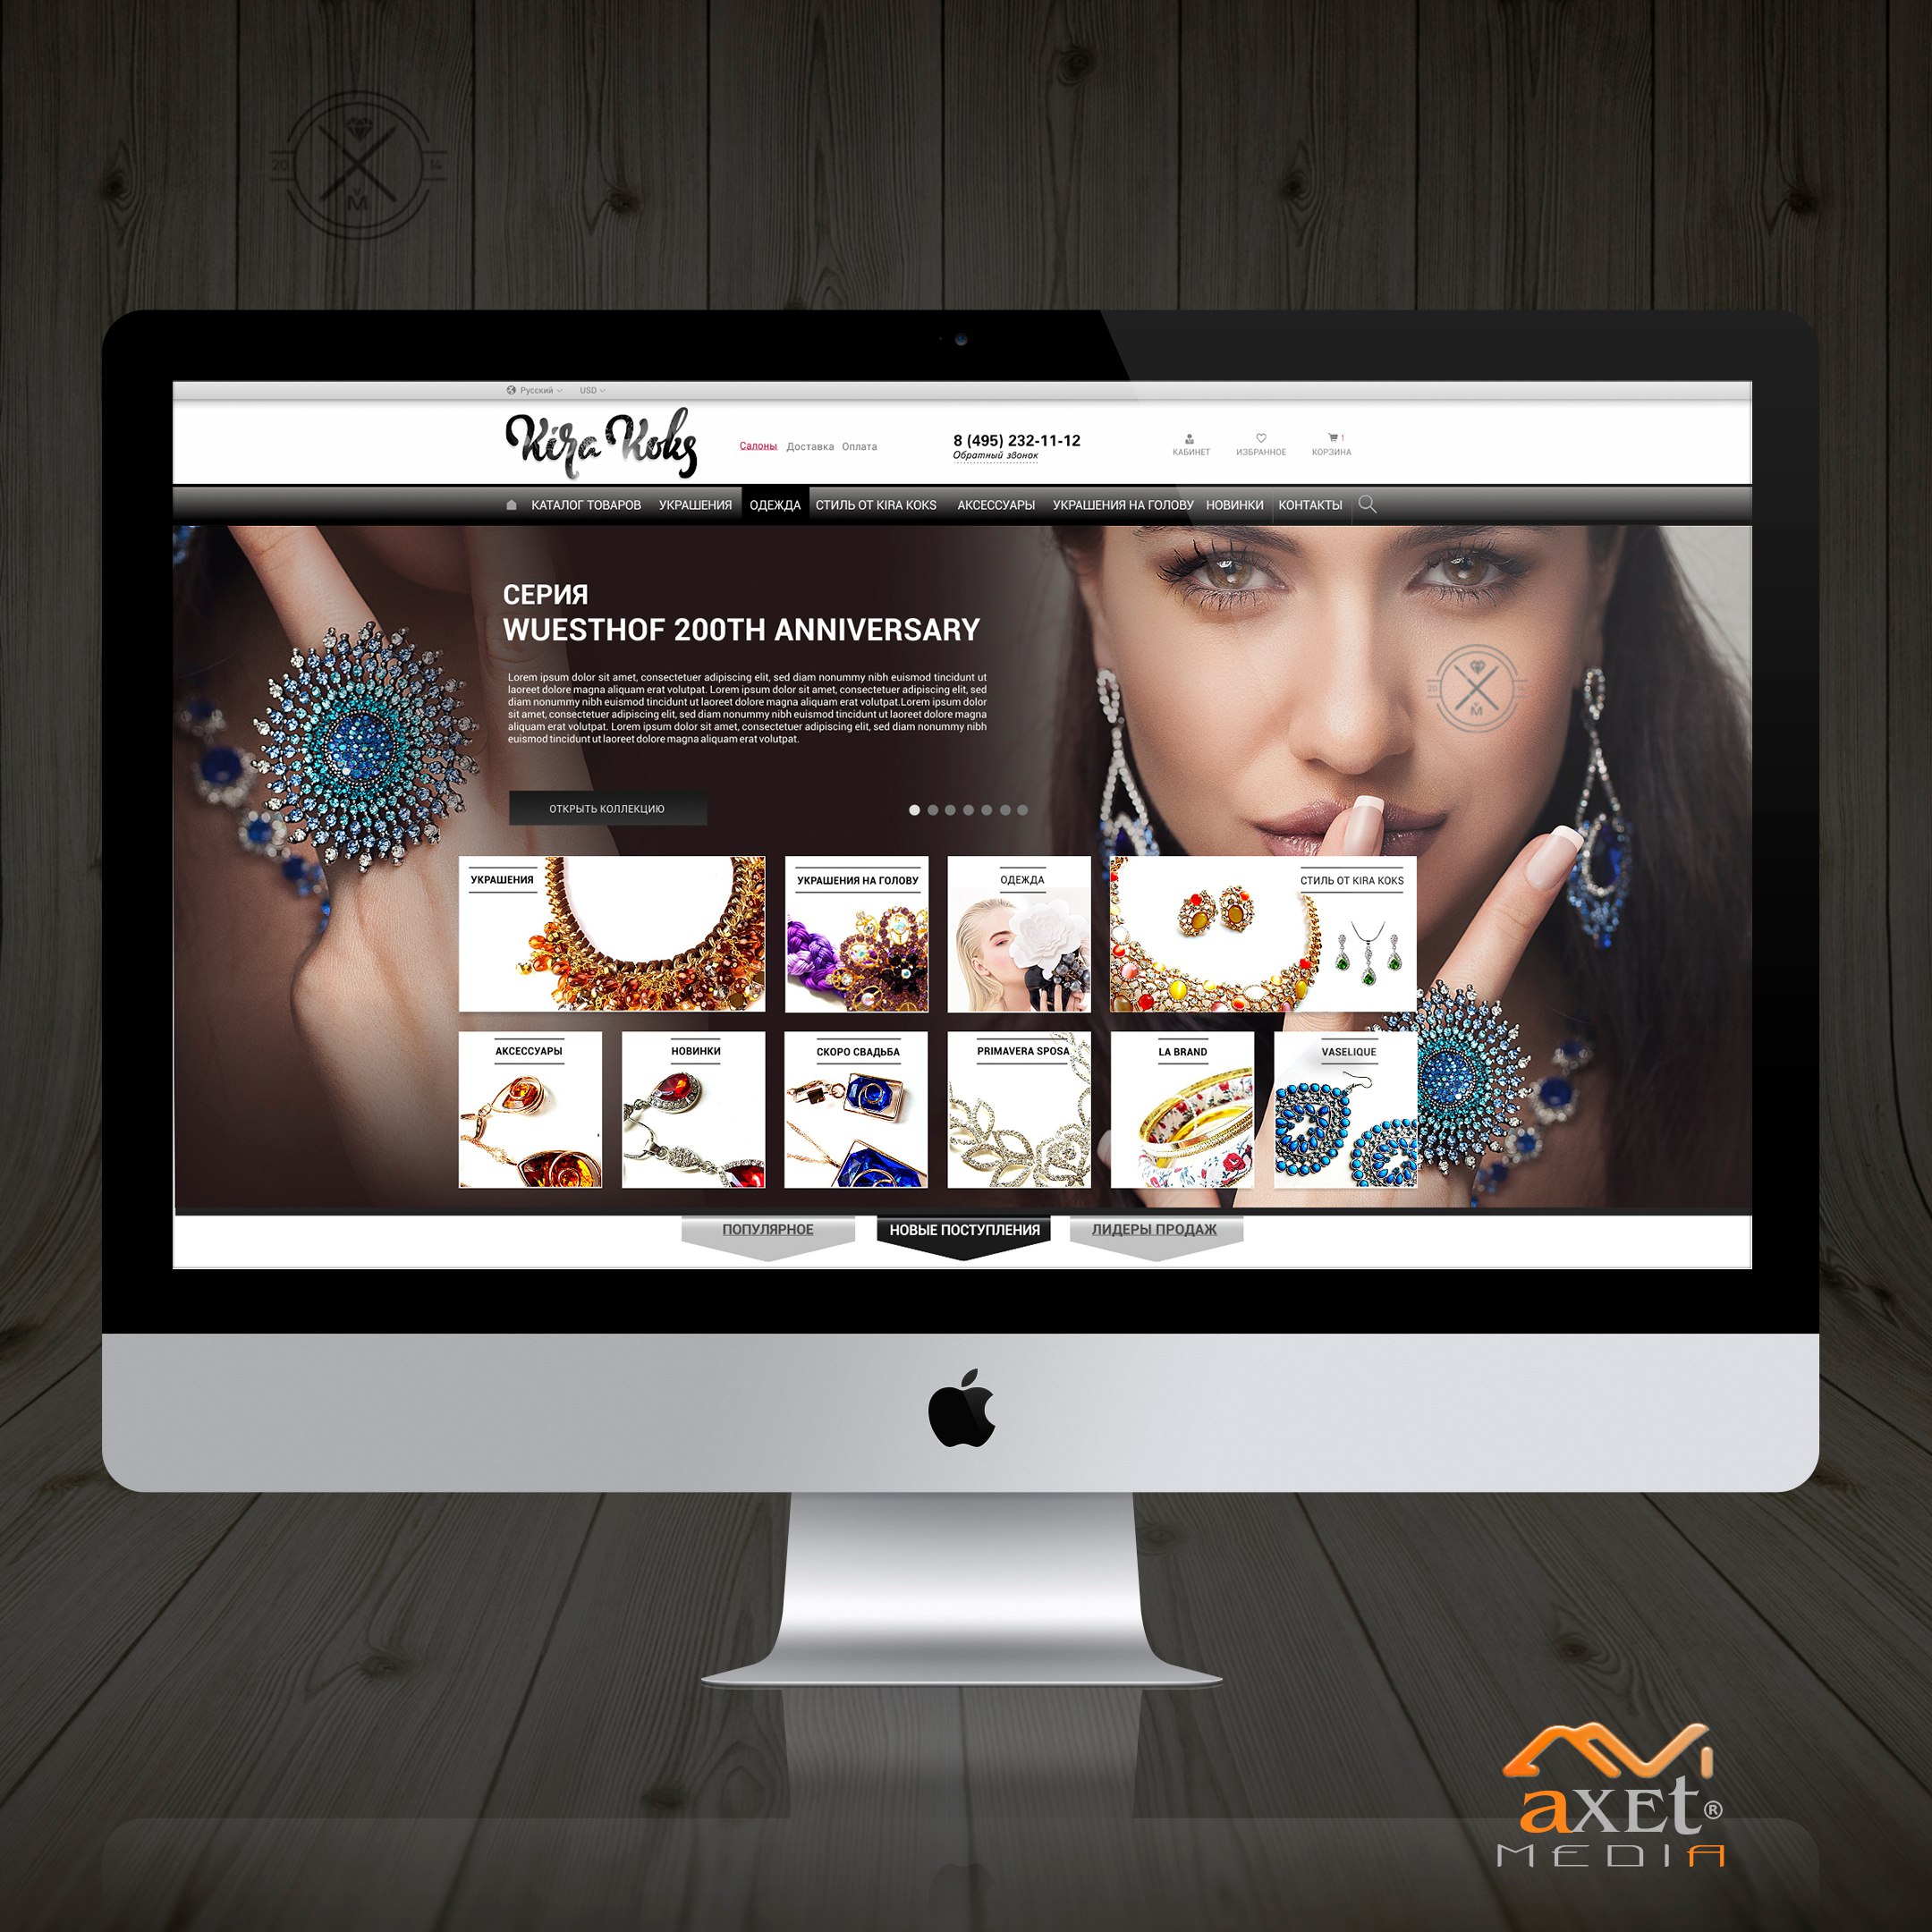 20 14
VM
Русский USD
Kira Koks
Салоны Доставка Оплата
8 (495) 232-11-12
Обратный звонок
КАБИНЕТ ИЗБРАННОЕ 1 КОРЗИНА
КАТАЛОГ ТОВАРОВ УКРАШЕНИЯ ОДЕЖДА СТИЛЬ ОТ KIRA KOKS АКСЕССУАРЫ УКРАШЕНИЯ НА ГОЛОВУ НОВИНКИ КОНТАКТЫ
СЕРИЯ
WUESTHOF 200TH ANNIVERSARY
Lorem ipsum dolor sit amet, consectetuer adipiscing elit, sed diam nonummy nibh euismod tincidunt ut
laoreet dolore magna aliquam erat volutpat. Lorem ipsum dolor sit amet, consectetuer adipiscing elit, sed
diam nonummy nibh euismod tincidunt ut laoreet dolore magna aliquam erat volutpat.Lorem ipsum dolor
sit amet, consectetuer adipiscing elit, sed diam nonummy nibh euismod tincidunt ut laoreet dolore magna
aliquam erat volutpat. Lorem ipsum dolor sit amet, consectetuer adipiscing elit, sed diam nonummy nibh
euismod tincidunt ut laoreet dolore magna aliquam erat volutpat.
ОТКРЫТЬ КОЛЛЕКЦИЮ
УКРАШЕНИЯ
УКРАШЕНИЯ НА ГОЛОВУ
ОДЕЖДА
СТИЛЬ ОТ KIRA KOKS
АКСЕССУАРЫ
НОВИНКИ
СКОРО СВАДЬБА
PRIMAVERA SPOSA
LA BRAND
VASELIQUE
ПОПУЛЯРНОЕ
НОВЫЕ ПОСТУПЛЕНИЯ
ЛИДЕРЫ ПРОДАЖ
axet®
MEDIA